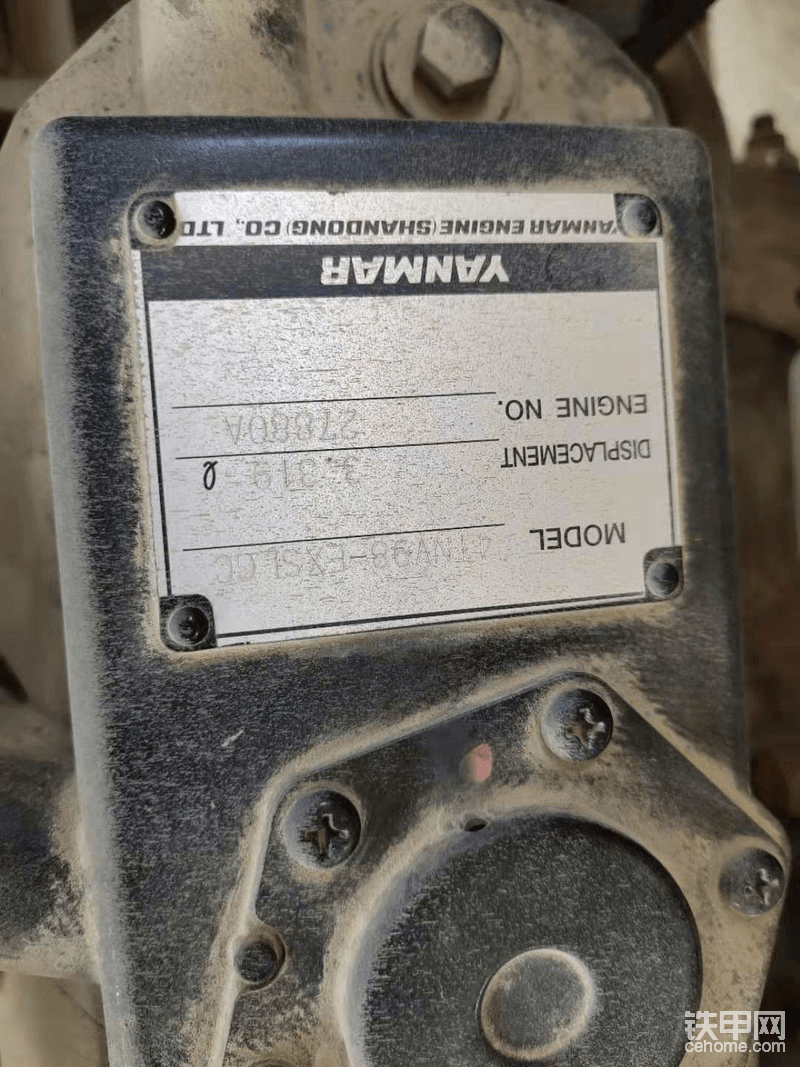 MODEL 4TNV98-EXSLCC
DISPLACEMENT 3.319 ℓ
ENGINE NO. 27880A
YANMAR
YANMAR ENGINE(SHANDONG) CO., LTD
铁甲网
cehome.com